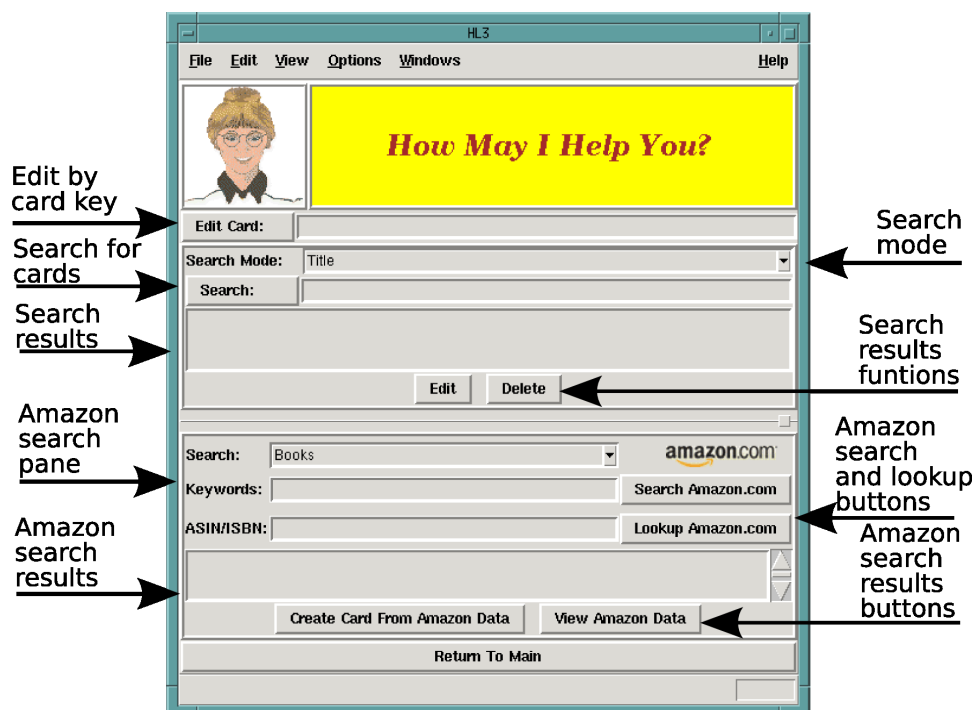 HL3
File Edit View Options Windows Help
How May I Help You?
Edit by
card key
Edit Card:
Search
mode
Search for
cards
Search Mode: Title
Search:
Search
results
Search
results
funtions
Edit Delete
Amazon
search
pane
Amazon
search
and lookup
buttons
Search: Books
amazon.com
Keywords: Search Amazon.com
ASIN/ISBN: Lookup Amazon.com
Amazon
search
results
Amazon
search
results
buttons
Create Card From Amazon Data View Amazon Data
Return To Main